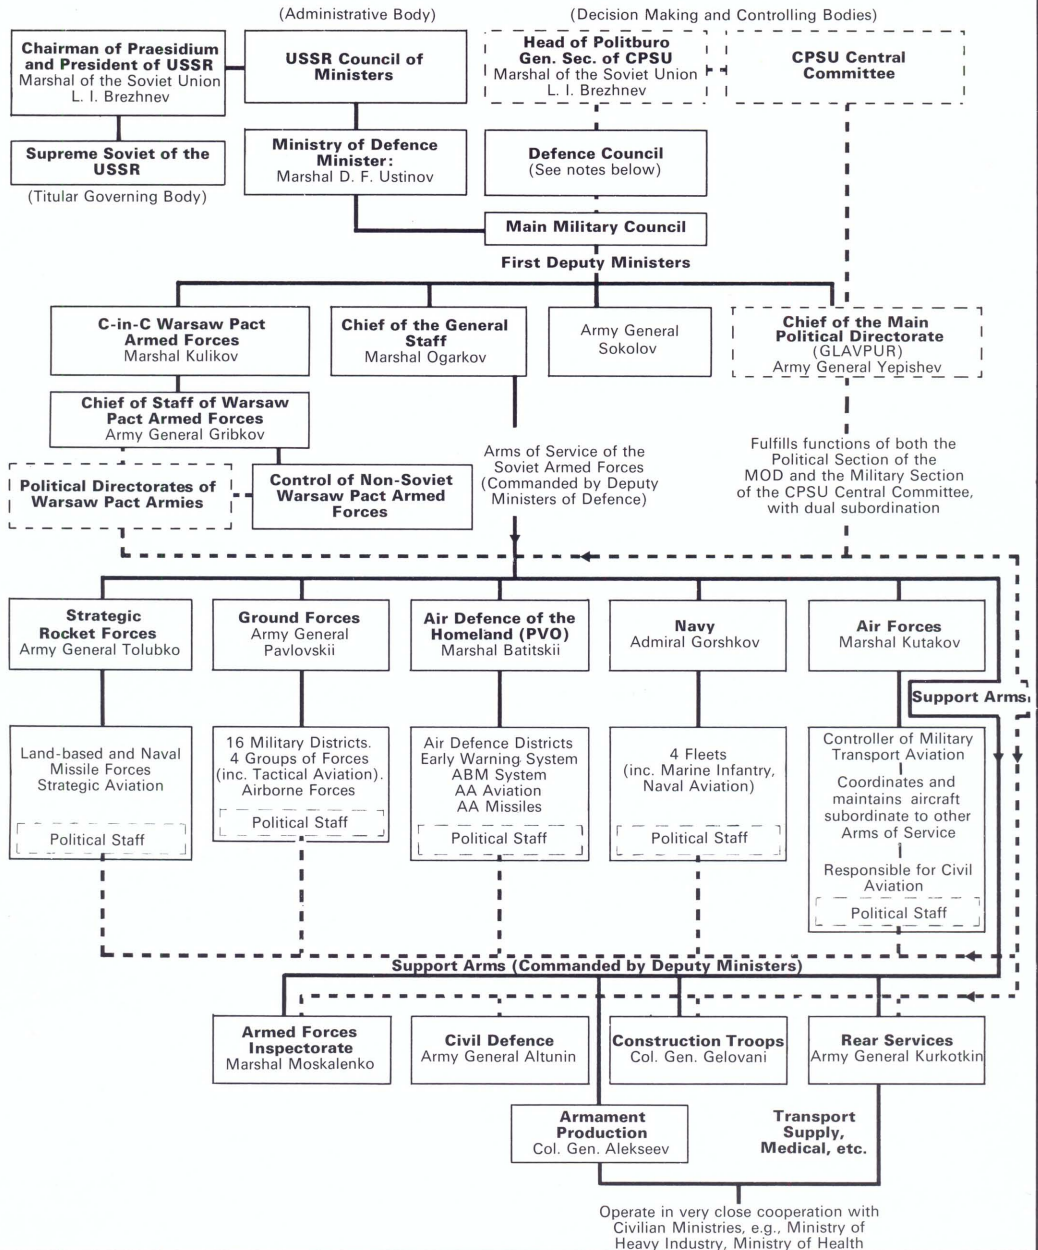 (Administrative Body)
(Decision Making and Controlling Bodies)
Chairman of Praesidium
and President of USSR
Marshal of the Soviet Union
L. I. Brezhnev
USSR Council of
Ministers
Head of Politburo
Gen. Sec. of CPSU
Marshal of the Soviet Union
L. I. Brezhnev
CPSU Central
Committee
Supreme Soviet of the
USSR
(Titular Governing Body)
Ministry of Defence
Minister:
Marshal D. F. Ustinov
Defence Council
(See notes below)
Main Military Council
First Deputy Ministers
C-in-C Warsaw Pact
Armed Forces
Marshal Kulikov
Chief of the General
Staff
Marshal Ogarkov
Army General
Sokolov
Chief of the Main
Political Directorate
(GLAVPUR)
Army General Yepishev
Chief of Staff of Warsaw
Pact Armed Forces
Army General Gribkov
Political Directorates of
Warsaw Pact Armies
Control of Non-Soviet
Warsaw Pact Armed
Forces
Arms of Service of the
Soviet Armed Forces
(Commanded by Deputy
Ministers of Defence)
Fulfills functions of both the
Political Section of the
MOD and the Military Section
of the CPSU Central Committee,
with dual subordination
Strategic
Rocket Forces
Army General Tolubko
Ground Forces
Army General
Pavlovskii
Air Defence of the
Homeland (PVO)
Marshal Batitskii
Navy
Admiral Gorshkov
Air Forces
Marshal Kutakov
Support Arms
Land-based and Naval
Missile Forces
Strategic Aviation
Political Staff
16 Military Districts.
4 Groups of Forces
(inc. Tactical Aviation).
Airborne Forces
Political Staff
Air Defence Districts
Early Warning System
ABM System
AA Aviation
AA Missiles
Political Staff
4 Fleets
(inc. Marine Infantry,
Naval Aviation)
Political Staff
Controller of Military
Transport Aviation
Coordinates and
maintains aircraft
subordinate to other
Arms of Service
Responsible for Civil
Aviation
Political Staff
Support Arms (Commanded by Deputy Ministers)
Armed Forces
Inspectorate
Marshal Moskalenko
Civil Defence
Army General Altunin
Construction Troops
Col. Gen. Gelovani
Rear Services
Army General Kurkotkin
Armament
Production
Col. Gen. Alekseev
Transport
Supply,
Medical, etc.
Operate in very close cooperation with
Civilian Ministries, e.g., Ministry of
Heavy Industry, Ministry of Health